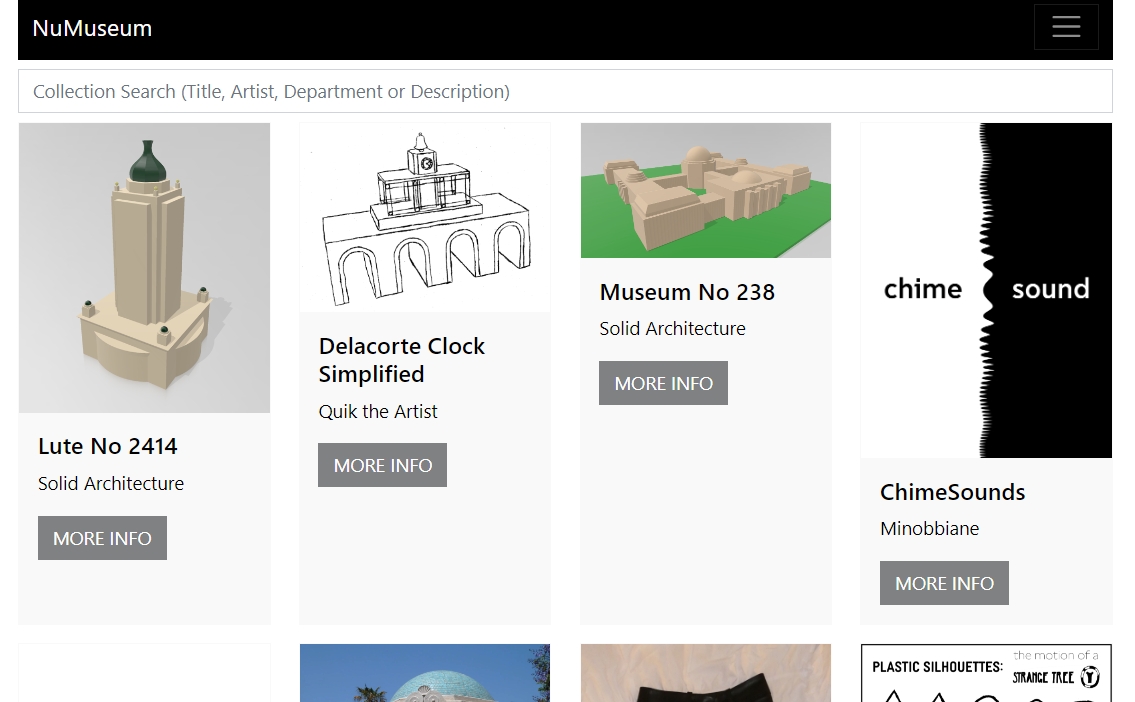 NuMuseum
Collection Search (Title, Artist, Department or Description)
Lute No 2414
Solid Architecture
MORE INFO
Delacorte Clock
Simplified
Quik the Artist
MORE INFO
Museum No 238
Solid Architecture
MORE INFO
chime sound
ChimeSounds
Minobbiane
MORE INFO
PLASTIC SILHOUETTES:
the motion of a
STRANGE TREE